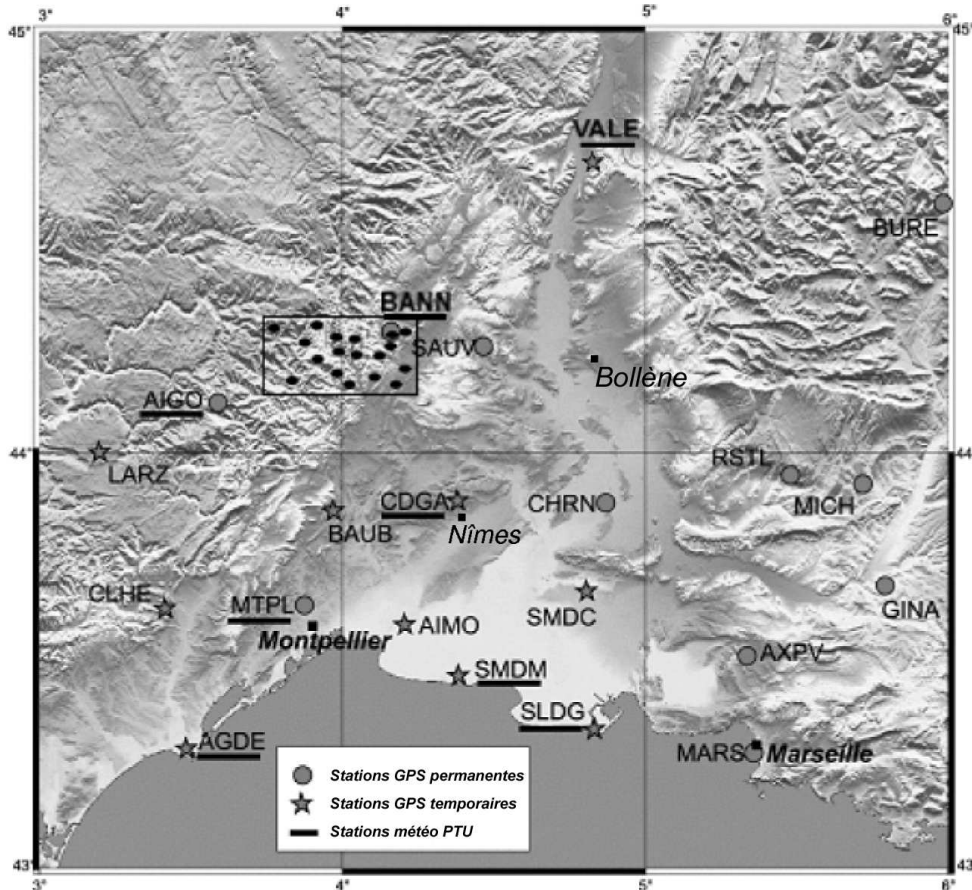 3°
4°
5°
6°
45°
45°
VALE
BURE
BANN
SAUV
Bollène
AIGO
44°
44°
LARZ
RSTL
MICH
CDGA
CHRN
BAUB
Nîmes
CLHE
MTPL
SMDC
GINA
Montpellier
AIMO
AXPV
SMDM
SLDG
AGDE
MARS
Marseille
Stations GPS permanentes
Stations GPS temporaires
Stations météo PTU
43°
43°
3°
4°
5°
6°